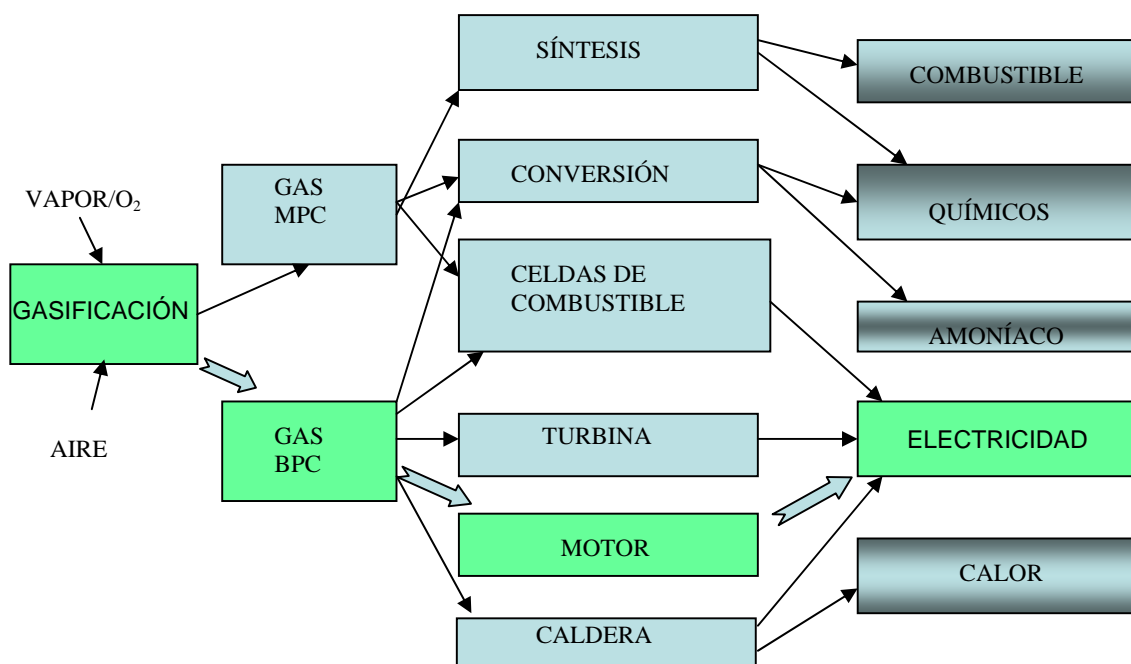 SÍNTESIS
COMBUSTIBLE
CONVERSIÓN
GAS
MPC
VAPOR/O₂
QUÍMICOS
CELDAS DE
COMBUSTIBLE
GASIFICACIÓN
AMONÍACO
GAS
BPC
TURBINA
ELECTRICIDAD
AIRE
MOTOR
CALOR
CALDERA